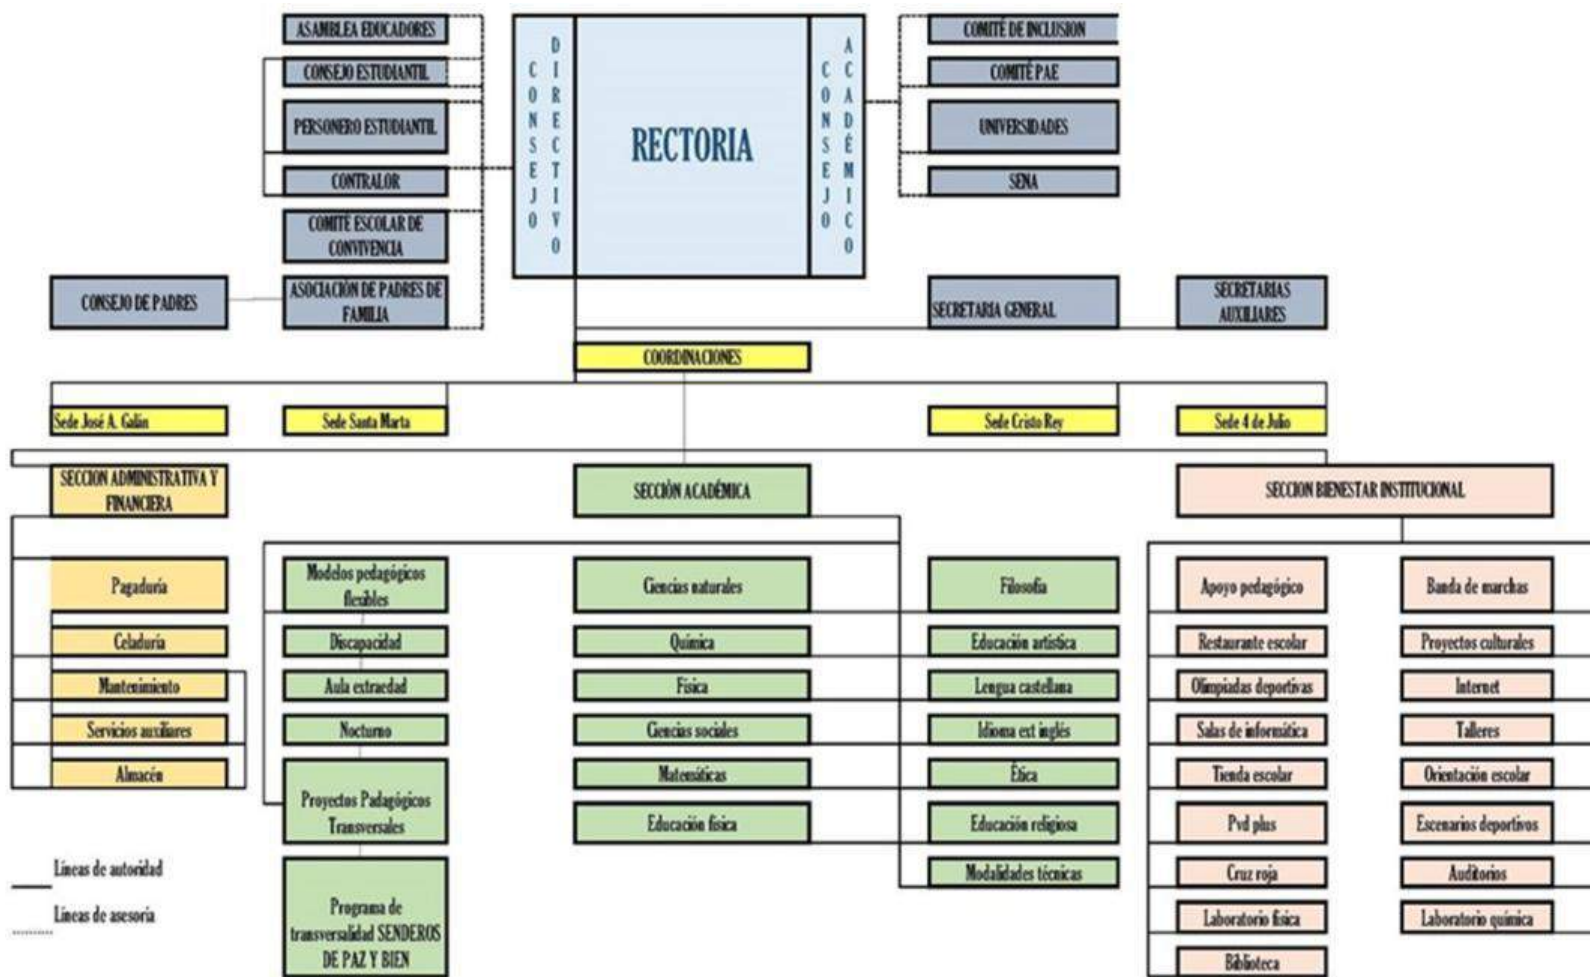 ASAMBLEA EDUCADORES
CONSEJO ESTUDIANTIL
PERSONERO ESTUDIANTIL
CONTRALOR
COMITÉ ESCOLAR DE
CONVIVENCIA
CONSEJO DE PADRES
ASOCIACIÓN DE PADRES DE
FAMILIA
CONSEJO
DIRECTIVO
RECTORIA
CONSEJO
ACADÉMICO
COMITÉ DE INCLUSION
COMITÉ PAE
UNIVERSIDADES
SENA
SECRETARIA GENERAL
SECRETARIAS
AUXILIARES
COORDINACIONES
Sede José A. Galán
Sede Santa Marta
Sede Cristo Rey
Sede 4 de Julio
SECCION ADMINISTRATIVA Y
FINANCIERA
SECCIÓN ACADÉMICA
SECCION BIENESTAR INSTITUCIONAL
Pagaduría
Celaduría
Mantenimiento
Servicios auxiliares
Almacén
Modelos pedagógicos
flexibles
Discapacidad
Aula extraedad
Nocturno
Proyectos Padagógicos
Transversales
Programa de
transversalidad SENDEROS
DE PAZ Y BIEN
Ciencias naturales
Química
Física
Ciencias sociales
Matemáticas
Educación física
Filosofía
Educación artística
Lengua castellana
Idioma ext inglés
Ética
Educación religiosa
Modalidades técnicas
Apoyo pedagógico
Restaurante escolar
Olimpiadas deportivas
Salas de informática
Tienda escolar
Pvd plus
Cruz roja
Laboratorio física
Biblioteca
Banda de marchas
Proyectos culturales
Internet
Talleres
Orientación escolar
Escenarios deportivos
Auditorios
Laboratorio química
Líneas de autoridad
Líneas de asesoria